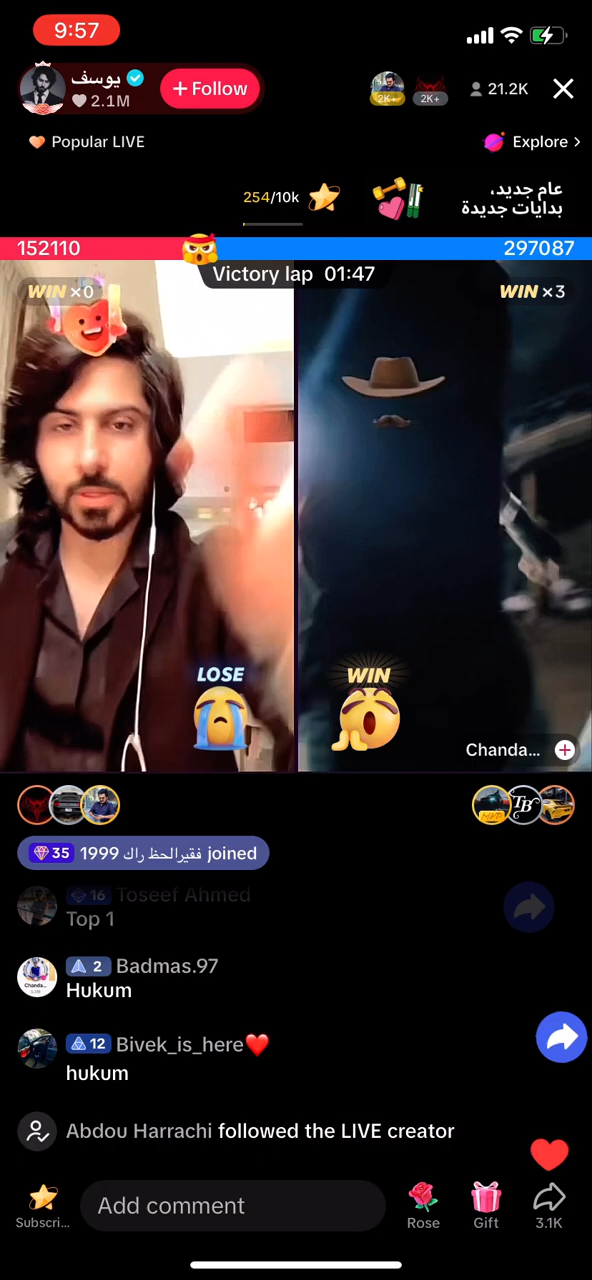 9:57
يوسف
2.1M
+ Follow
2K+
2K+
21.2K
Popular LIVE
Explore >
254/10k
عام جديد،
بدايات جديدة
152110
297087
Victory lap 01:47
WIN ×0
WIN ×3
LOSE
WIN
Chanda...
TB
35 فقيرالحظ راك 1999 joined
16 Toseef Ahmed
Top 1
2 Badmas.97
Hukum
12 Bivek_is_here❤️
hukum
Abdou Harrachi followed the LIVE creator
Add comment
Subscri...
Rose
Gift
3.1K